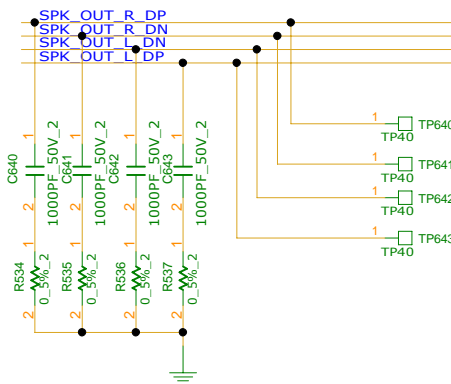 SPK_OUT_R_DP
SPK_OUT_R_DN
SPK_OUT_L_DN
SPK_OUT_L_DP
1
TP640
TP40
1
TP641
TP40
1
TP642
TP40
1
TP643
TP40
1
C640
1000PF_50V_2
2
1
C641
1000PF_50V_2
2
1
C642
1000PF_50V_2
2
1
C643
1000PF_50V_2
2
1
R534
0_5%_2
2
1
R535
0_5%_2
2
1
R536
0_5%_2
2
1
R537
0_5%_2
2